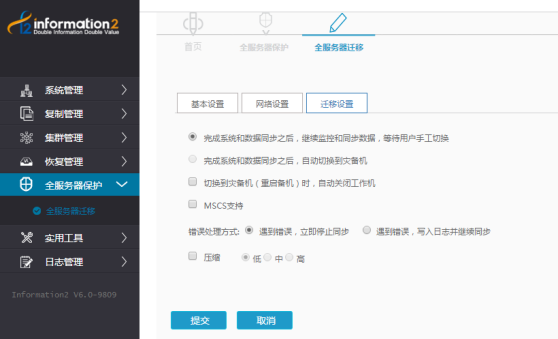 information2
Double Information Double Value
系统管理
复制管理
集群管理
恢复管理
全服务器保护
全服务器迁移
实用工具
日志管理
Information2 V6.0-9809
首页 全服务器保护 全服务器迁移
基本设置 网络设置 迁移设置
完成系统和数据同步之后，继续监控和同步数据，等待用户手工切换
完成系统和数据同步之后，自动切换到灾备机
切换到灾备机（重启备机）时，自动关闭工作机
MSCS支持
错误处理方式: 遇到错误，立即停止同步 遇到错误，写入日志并继续同步
压缩 低 中 高
提交 取消